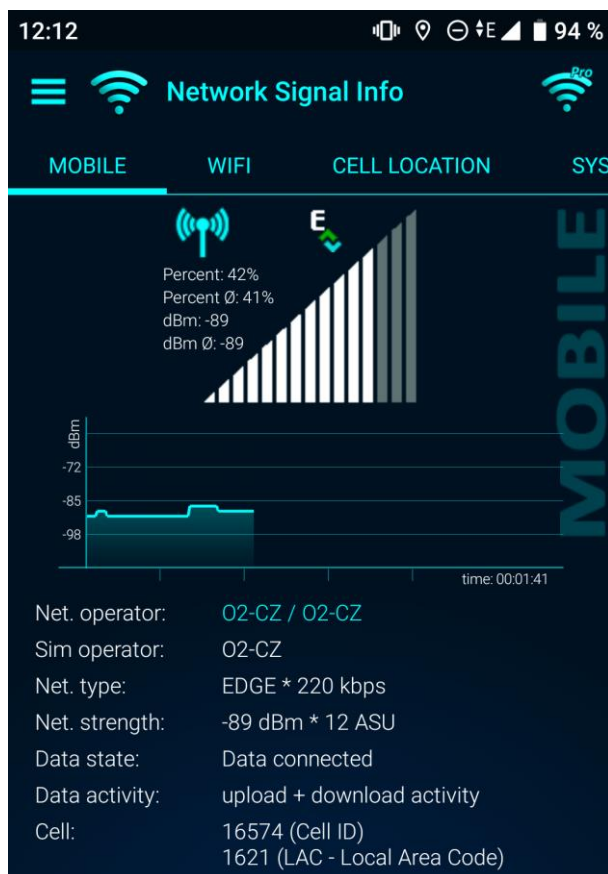 12:12 E 94 %
Network Signal Info
Pro
MOBILE WIFI CELL LOCATION SYS
E
Percent: 42%
Percent Ø: 41%
dBm: -89
dBm Ø: -89
MOBILE
dBm
-72
-85
-98
time: 00:01:41
Net. operator: O2-CZ / O2-CZ
Sim operator: O2-CZ
Net. type: EDGE * 220 kbps
Net. strength: -89 dBm * 12 ASU
Data state: Data connected
Data activity: upload + download activity
Cell: 16574 (Cell ID)
1621 (LAC - Local Area Code)